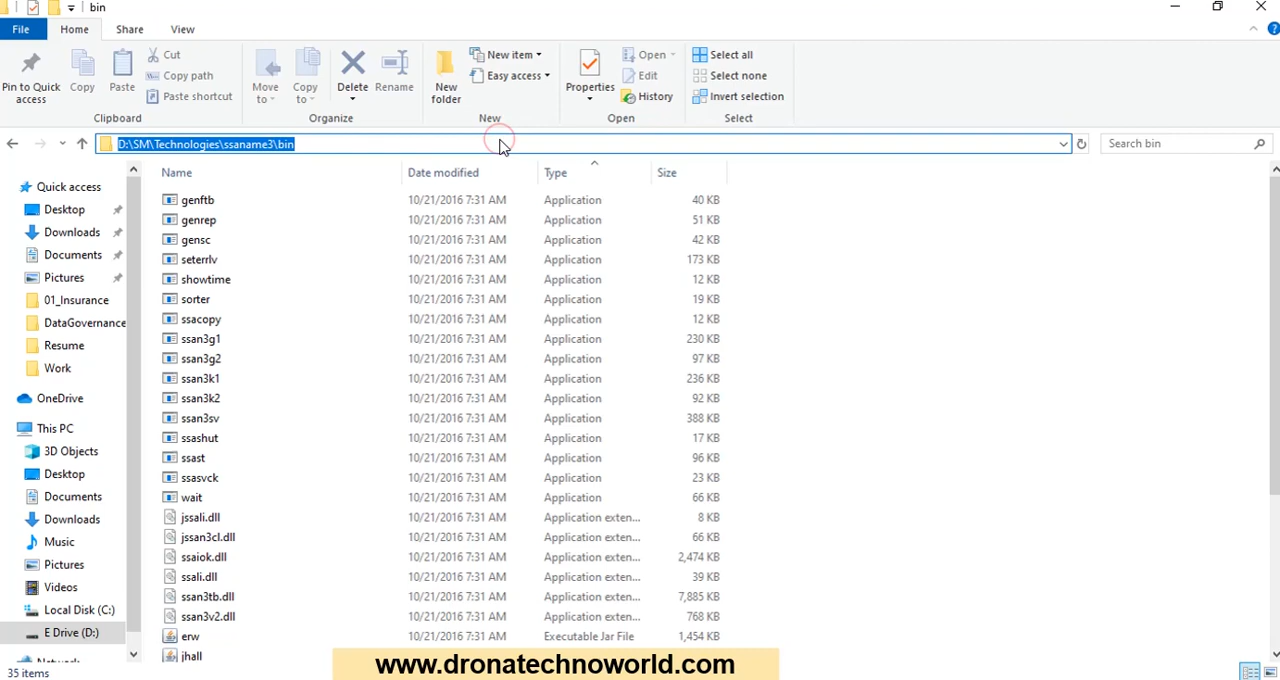 bin
File Home Share View
Pin to Quick access
Copy
Paste
Cut
Copy path
Paste shortcut
Clipboard
Move to
Copy to
Delete
Rename
Organize
New folder
New item
Easy access
New
Properties
Open
Edit
History
Open
Select all
Select none
Invert selection
Select
D:\SM\Technologies\ssaname3\bin
Search bin
Quick access
Desktop
Downloads
Documents
Pictures
01_Insurance
DataGovernance
Resume
Work
OneDrive
This PC
3D Objects
Desktop
Documents
Downloads
Music
Pictures
Videos
Local Disk (C:)
E Drive (D:)
Network
Name Date modified Type Size
genftb 10/21/2016 7:31 AM Application 40 KB
genrep 10/21/2016 7:31 AM Application 51 KB
gensc 10/21/2016 7:31 AM Application 42 KB
seterrlv 10/21/2016 7:31 AM Application 173 KB
showtime 10/21/2016 7:31 AM Application 12 KB
sorter 10/21/2016 7:31 AM Application 19 KB
ssacopy 10/21/2016 7:31 AM Application 12 KB
ssan3g1 10/21/2016 7:31 AM Application 230 KB
ssan3g2 10/21/2016 7:31 AM Application 97 KB
ssan3k1 10/21/2016 7:31 AM Application 236 KB
ssan3k2 10/21/2016 7:31 AM Application 92 KB
ssan3sv 10/21/2016 7:31 AM Application 388 KB
ssashut 10/21/2016 7:31 AM Application 17 KB
ssast 10/21/2016 7:31 AM Application 96 KB
ssasvck 10/21/2016 7:31 AM Application 23 KB
wait 10/21/2016 7:31 AM Application 66 KB
jssali.dll 10/21/2016 7:31 AM Application exten... 8 KB
jssan3cl.dll 10/21/2016 7:31 AM Application exten... 66 KB
ssaiok.dll 10/21/2016 7:31 AM Application exten... 2,474 KB
ssali.dll 10/21/2016 7:31 AM Application exten... 39 KB
ssan3tb.dll 10/21/2016 7:31 AM Application exten... 7,885 KB
ssan3v2.dll 10/21/2016 7:31 AM Application exten... 768 KB
erw 10/21/2016 7:31 AM Executable Jar File 1,454 KB
jhall
35 items
www.dronatechnoworld.com